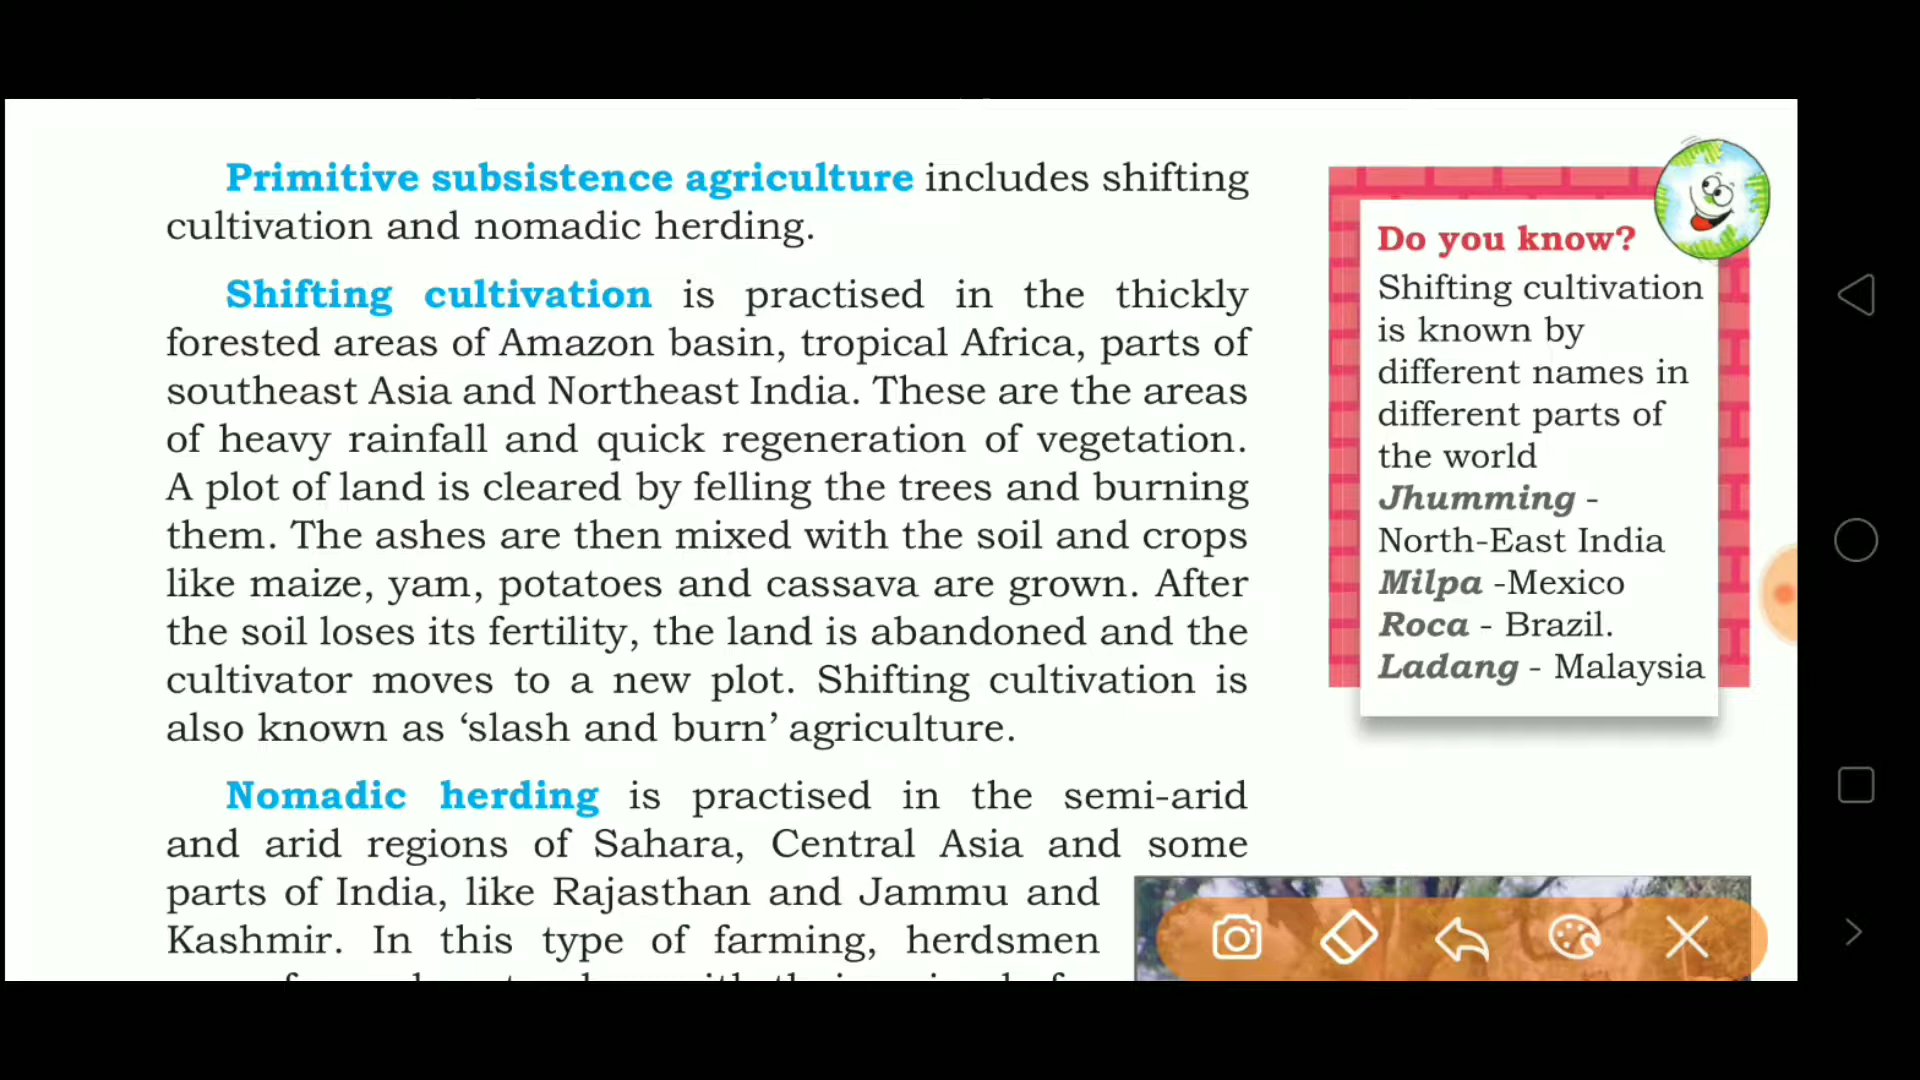 Primitive subsistence agriculture includes shifting
cultivation and nomadic herding.
Shifting cultivation is practised in the thickly
forested areas of Amazon basin, tropical Africa, parts of
southeast Asia and Northeast India. These are the areas
of heavy rainfall and quick regeneration of vegetation.
A plot of land is cleared by felling the trees and burning
them. The ashes are then mixed with the soil and crops
like maize, yam, potatoes and cassava are grown. After
the soil loses its fertility, the land is abandoned and the
cultivator moves to a new plot. Shifting cultivation is
also known as ‘slash and burn’ agriculture.
Nomadic herding is practised in the semi-arid
and arid regions of Sahara, Central Asia and some
parts of India, like Rajasthan and Jammu and
Kashmir. In this type of farming, herdsmen
Do you know?
Shifting cultivation
is known by
different names in
different parts of
the world
Jhumming -
North-East India
Milpa -Mexico
Roca - Brazil.
Ladang - Malaysia